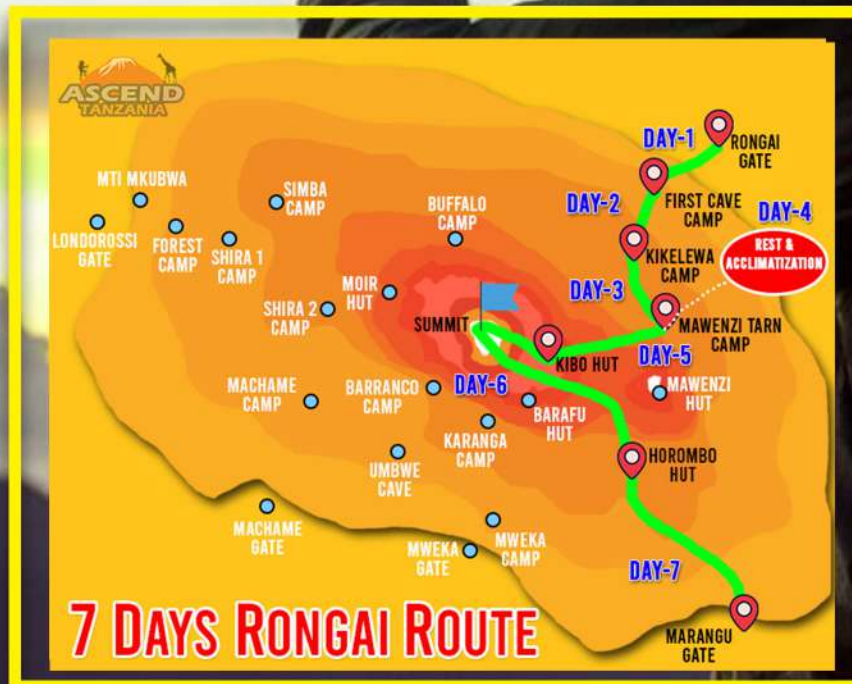 ASCEND
TANZANIA
DAY-1
RONGAI
GATE
MTI MKUBWA
SIMBA
CAMP
FIRST CAVE
CAMP
DAY-2
DAY-4
LONDOROSSI
GATE
FOREST
CAMP
SHIRA 1
CAMP
BUFFALO
CAMP
KIKELEWA
CAMP
REST &
ACCLIMATIZATION
MOIR
HUT
DAY-3
SHIRA 2
CAMP
SUMMIT
MAWENZI TARN
CAMP
KIBO HUT
DAY-5
DAY-6
MACHAME
CAMP
BARRANCO
CAMP
BARAFU
HUT
MAWENZI
HUT
KARANGA
CAMP
UMBWE
CAVE
HOROMBO
HUT
MACHAME
GATE
MWEKA
GATE
MWEKA
CAMP
DAY-7
7 DAYS RONGAI ROUTE
MARANGU
GATE